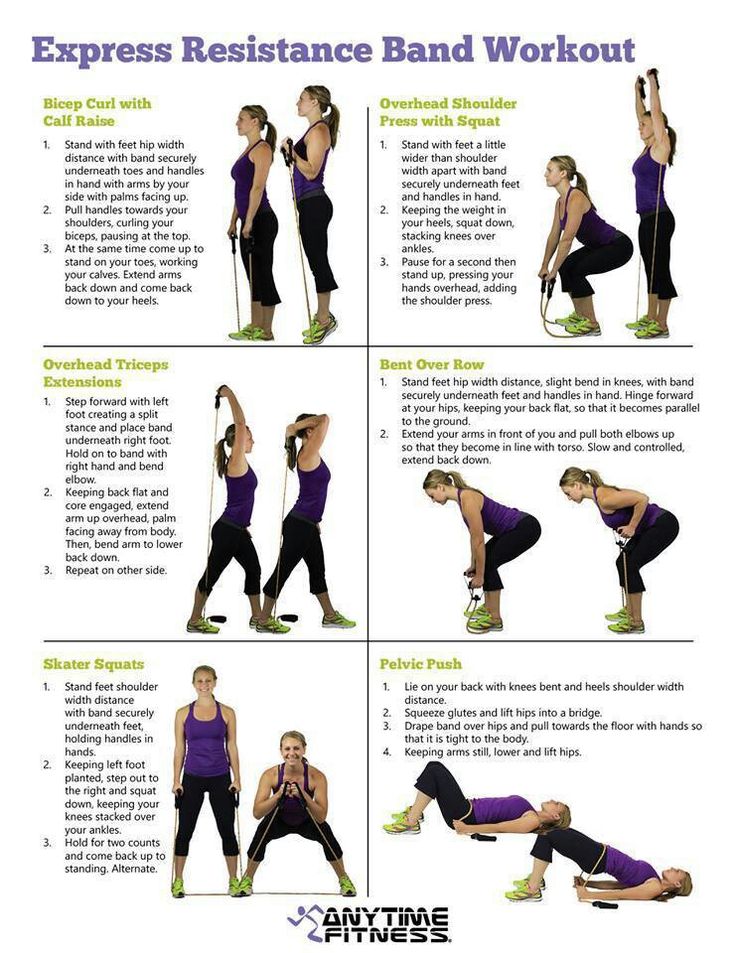 Express Resistance Band Workout
Bicep Curl with
Calf Raise
1. Stand with feet hip width
distance with band securely
underneath toes and handles
in hand with arms by your
side with palms facing up.
2. Pull handles towards your
shoulders, curling your
biceps, pausing at the top.
3. At the same time come up to
stand on your toes, working
your calves. Extend arms
back down and come back
down to your heels.
Overhead Shoulder
Press with Squat
1. Stand with feet a little
wider than shoulder
width apart with band
securely underneath feet
and handles in hand.
2. Keeping the weight in
your heels, squat down,
stacking knees over
ankles.
3. Pause for a second then
stand up, pressing your
hands overhead, adding
the shoulder press.
Overhead Triceps
Extensions
1. Step forward with left
foot creating a split
stance and place band
underneath right foot.
Hold on to band with
right hand and bend
elbow.
2. Keeping back flat and
core engaged, extend
arm up overhead, palm
facing away from body.
Then, bend arm to lower
back down.
3. Repeat on other side.
Bent Over Row
1. Stand feet hip width distance, slight bend in knees, with band
securely underneath feet and handles in hand. Hinge forward
at your hips, keeping your back flat, so that it becomes parallel
to the ground.
2. Extend your arms in front of you and pull both elbows up
so that they become in line with torso. Slow and controlled,
extend back down.
Skater Squats
1. Stand feet shoulder
width distance
with band securely
underneath feet,
holding handles in
hands.
2. Keeping left foot
planted, step out to
the right and squat
down, keeping your
knees stacked over
your ankles.
3. Hold for two counts
and come back up to
standing. Alternate.
Pelvic Push
1. Lie on your back with knees bent and heels shoulder width
distance.
2. Squeeze glutes and lift hips into a bridge.
3. Drape band over hips and pull towards the floor with hands so
that it is tight to the body.
4. Keeping arms still, lower and lift hips.
ANYTIME
FITNESS®